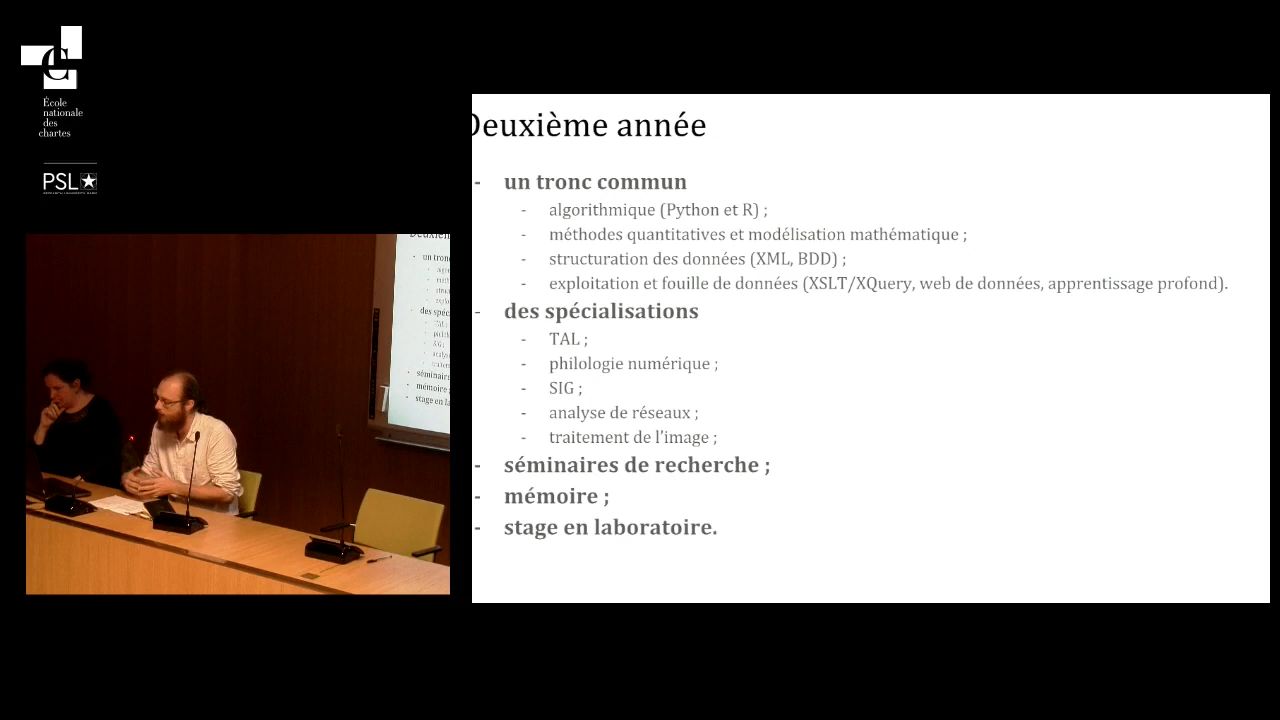 École
nationale
des
chartes
PSL
Deuxième année
- un tronc commun
- algorithmique (Python et R) ;
- méthodes quantitatives et modélisation mathématique ;
- structuration des données (XML, BDD) ;
- exploitation et fouille de données (XSLT/XQuery, web de données, apprentissage profond).
- des spécialisations
- TAL ;
- philologie numérique ;
- SIG ;
- analyse de réseaux ;
- traitement de l'image ;
- séminaires de recherche ;
- mémoire ;
- stage en laboratoire.